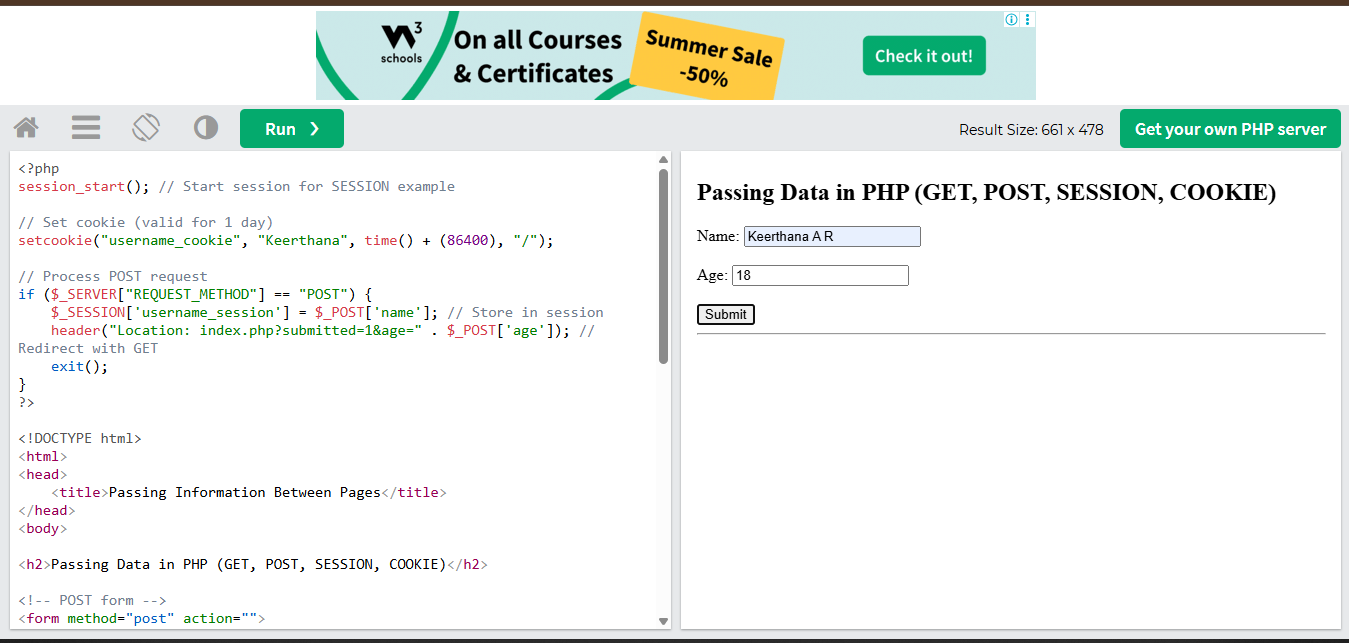 W3 schools
On all Courses
& Certificates
Summer Sale
-50%
Check it out!
Run ❯
Result Size: 661 x 478
Get your own PHP server
<?php
session_start(); // Start session for SESSION example
// Set cookie (valid for 1 day)
setcookie("username_cookie", "Keerthana", time() + (86400), "/");
// Process POST request
if ($_SERVER["REQUEST_METHOD"] == "POST") {
    $_SESSION['username_session'] = $_POST['name']; // Store in session
    header("Location: index.php?submitted=1&age=" . $_POST['age']); //
Redirect with GET
    exit();
}
?>
<!DOCTYPE html>
<html>
<head>
    <title>Passing Information Between Pages</title>
</head>
<body>
<h2>Passing Data in PHP (GET, POST, SESSION, COOKIE)</h2>
<!-- POST form -->
<form method="post" action="">
Passing Data in PHP (GET, POST, SESSION, COOKIE)
Name: Keerthana A R
Age: 18
Submit